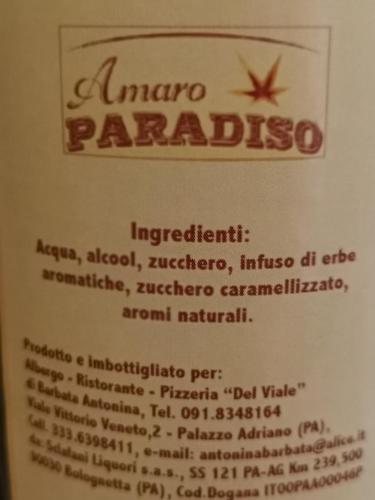 Amaro
PARADISO
Ingredienti:
Acqua, alcool, zucchero, infuso di erbe
aromatiche, zucchero caramellizzato,
aromi naturali.
Prodotto e imbottigliato per:
Albergo - Ristorante - Pizzeria "Del Viale"
di Barbata Antonina, Tel. 091.8348164
Viale Vittorio Veneto,2 - Palazzo Adriano (PA),
Cell. 333.6398411, e-mail: antoninabarbata@alice.it
da: Sdalani Liquori s.a.s., SS 121 PA-AG Km 239,500
90030 Bolognetta (PA), Cod.Dogana IT00PAA00046P